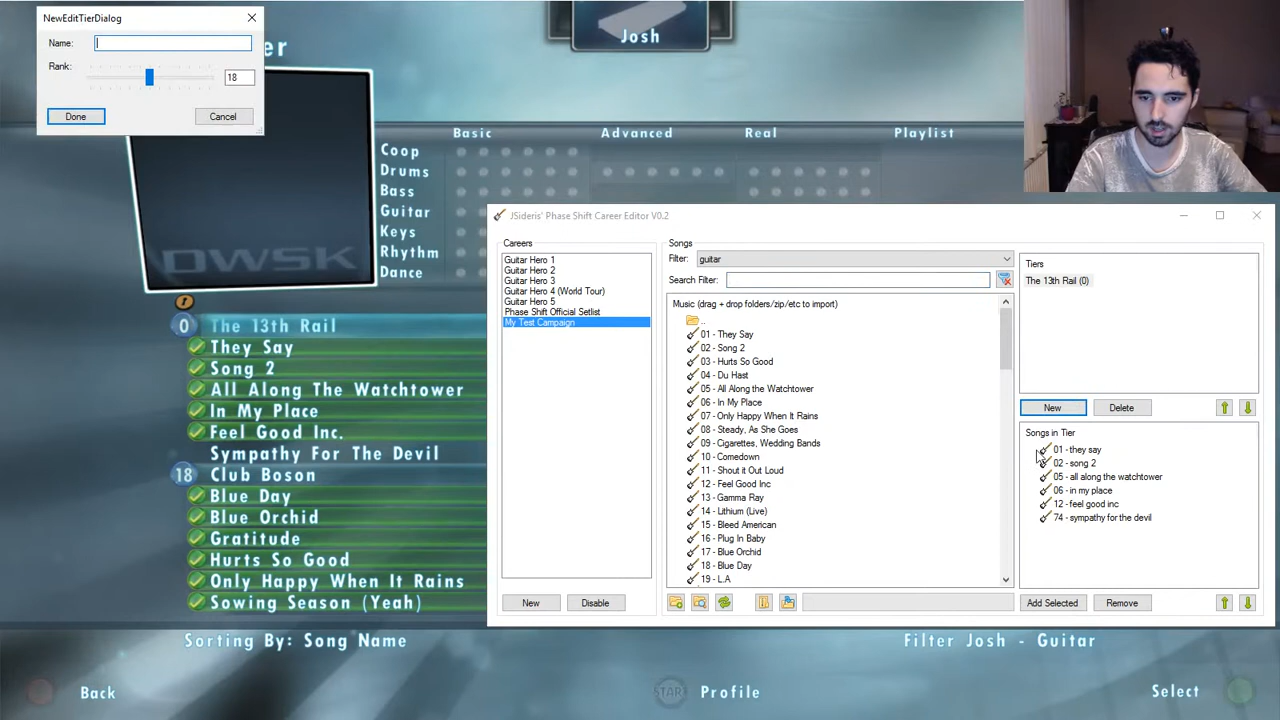 NewEditTierDialog
Name:
Rank:
18
Done
Cancel
er
Josh
Basic
Advanced
Real
Playlist
Coop
Drums
Bass
Guitar
Keys
Rhythm
Dance
DWSK
0
The 13th Rail
They Say
Song 2
All Along The Watchtower
In My Place
Feel Good Inc.
Sympathy For The Devil
18
Club Boson
Blue Day
Blue Orchid
Gratitude
Hurts So Good
Only Happy When It Rains
Sowing Season (Yeah)
JSideris' Phase Shift Career Editor V0.2
Careers
Guitar Hero 1
Guitar Hero 2
Guitar Hero 3
Guitar Hero 4 (World Tour)
Guitar Hero 5
Phase Shift Official Setlist
My Test Campaign
New
Disable
Songs
Filter:
guitar
Search Filter:
Music (drag + drop folders/zip/etc to import)
..
01 - They Say
02 - Song 2
03 - Hurts So Good
04 - Du Hast
05 - All Along the Watchtower
06 - In My Place
07 - Only Happy When It Rains
08 - Steady, As She Goes
09 - Cigarettes, Wedding Bands
10 - Comedown
11 - Shout it Out Loud
12 - Feel Good Inc
13 - Gamma Ray
14 - Lithium (Live)
15 - Bleed American
16 - Plug In Baby
17 - Blue Orchid
18 - Blue Day
19 - L.A
Tiers
The 13th Rail (0)
New
Delete
Songs in Tier
01 - they say
02 - song 2
05 - all along the watchtower
06 - in my place
12 - feel good inc
74 - sympathy for the devil
Add Selected
Remove
Sorting By: Song Name
Filter Josh - Guitar
Back
STAR
Profile
Select